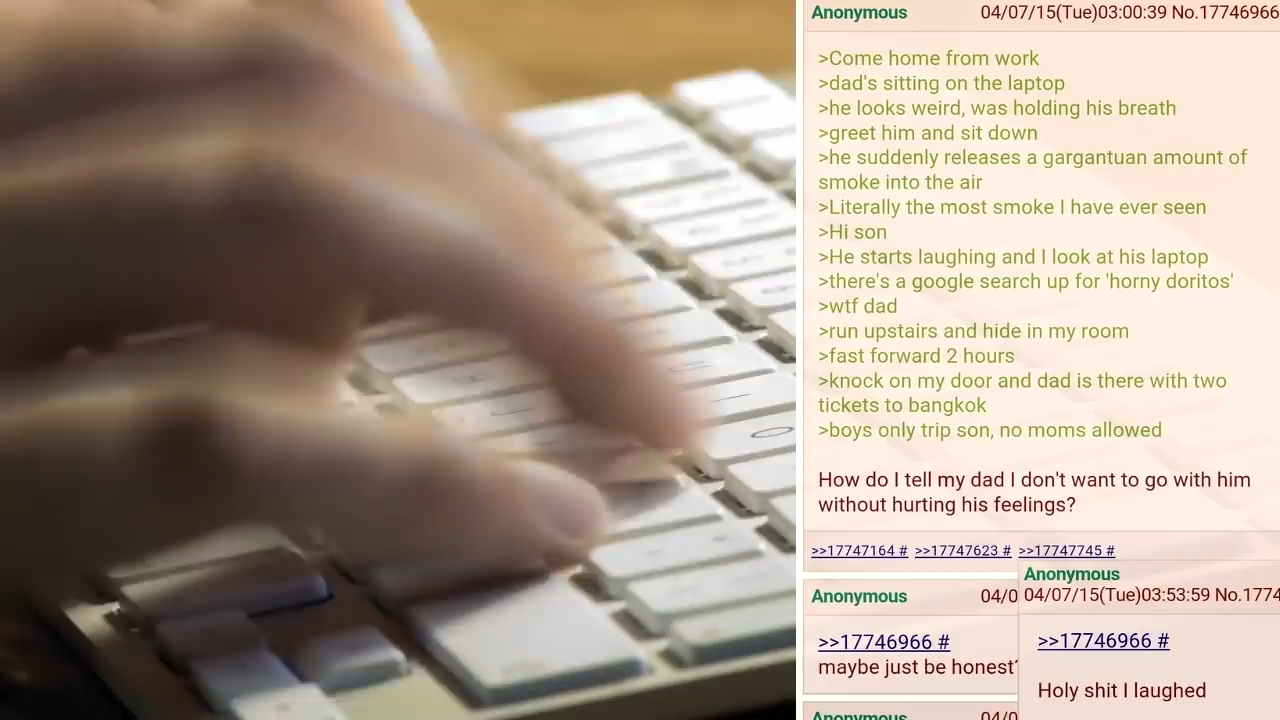 Anonymous 04/07/15(Tue)03:00:39 No.17746966
>Come home from work
>dad's sitting on the laptop
>he looks weird, was holding his breath
>greet him and sit down
>he suddenly releases a gargantuan amount of
smoke into the air
>Literally the most smoke I have ever seen
>Hi son
>He starts laughing and I look at his laptop
>there's a google search up for 'horny doritos'
>wtf dad
>run upstairs and hide in my room
>fast forward 2 hours
>knock on my door and dad is there with two
tickets to bangkok
>boys only trip son, no moms allowed
How do I tell my dad I don't want to go with him
without hurting his feelings?
>>17747164 # >>17747623 # >>17747745 #
Anonymous 04/0
>>17746966 #
maybe just be honest?
Anonymous 04/0
Anonymous
04/07/15(Tue)03:53:59 No.1774
>>17746966 #
Holy shit I laughed